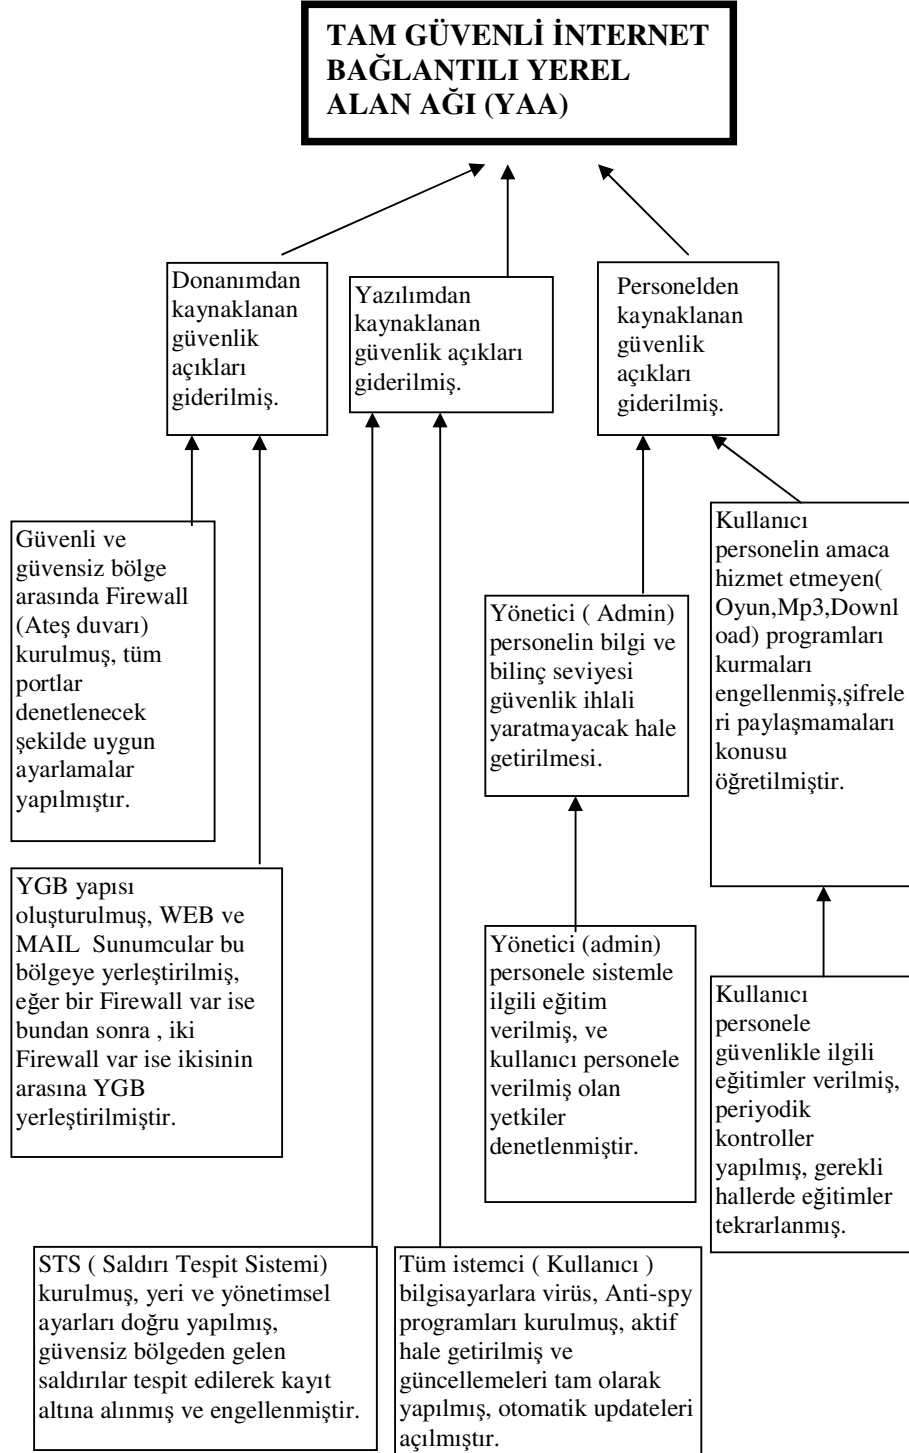 TAM GÜVENLİ İNTERNET
BAĞLANTILI YEREL
ALAN AĞI (YAA)
Donanımdan
kaynaklanan
güvenlik
açıkları
giderilmiş.
Yazılımdan
kaynaklanan
güvenlik açıkları
giderilmiş.
Personelden
kaynaklanan
güvenlik
açıkları
giderilmiş.
Güvenli ve
güvensiz bölge
arasında Firewall
(Ateş duvarı)
kurulmuş, tüm
portlar
denetlenecek
şekilde uygun
ayarlamalar
yapılmıştır.
Yönetici ( Admin)
personelin bilgi ve
bilinç seviyesi
güvenlik ihlali
yaratmayacak hale
getirilmesi.
Kullanıcı
personelin amaca
hizmet etmeyen(
Oyun,Mp3,Downl
oad) programları
kurmaları
engellenmiş,şifrele
ri paylaşmamaları
konusu
öğretilmiştir.
YGB yapısı
oluşturulmuş, WEB ve
MAIL Sunumcular bu
bölgeye yerleştirilmiş,
eğer bir Firewall var ise
bundan sonra , iki
Firewall var ise ikisinin
arasına YGB
yerleştirilmiştir.
Yönetici (admin)
personele sistemle
ilgili eğitim
verilmiş, ve
kullanıcı personele
verilmiş olan
yetkiler
denetlenmiştir.
Kullanıcı
personele
güvenlikle ilgili
eğitimler verilmiş,
periyodik
kontroller
yapılmış, gerekli
hallerde eğitimler
tekrarlanmış.
STS ( Saldırı Tespit Sistemi)
kurulmuş, yeri ve yönetimsel
ayarları doğru yapılmış,
güvensiz bölgeden gelen
saldırılar tespit edilerek kayıt
altına alınmış ve engellenmiştir.
Tüm istemci ( Kullanıcı )
bilgisayarlara virüs, Anti-spy
programları kurulmuş, aktif
hale getirilmiş ve
güncellemeleri tam olarak
yapılmış, otomatik updateleri
açılmıştır.